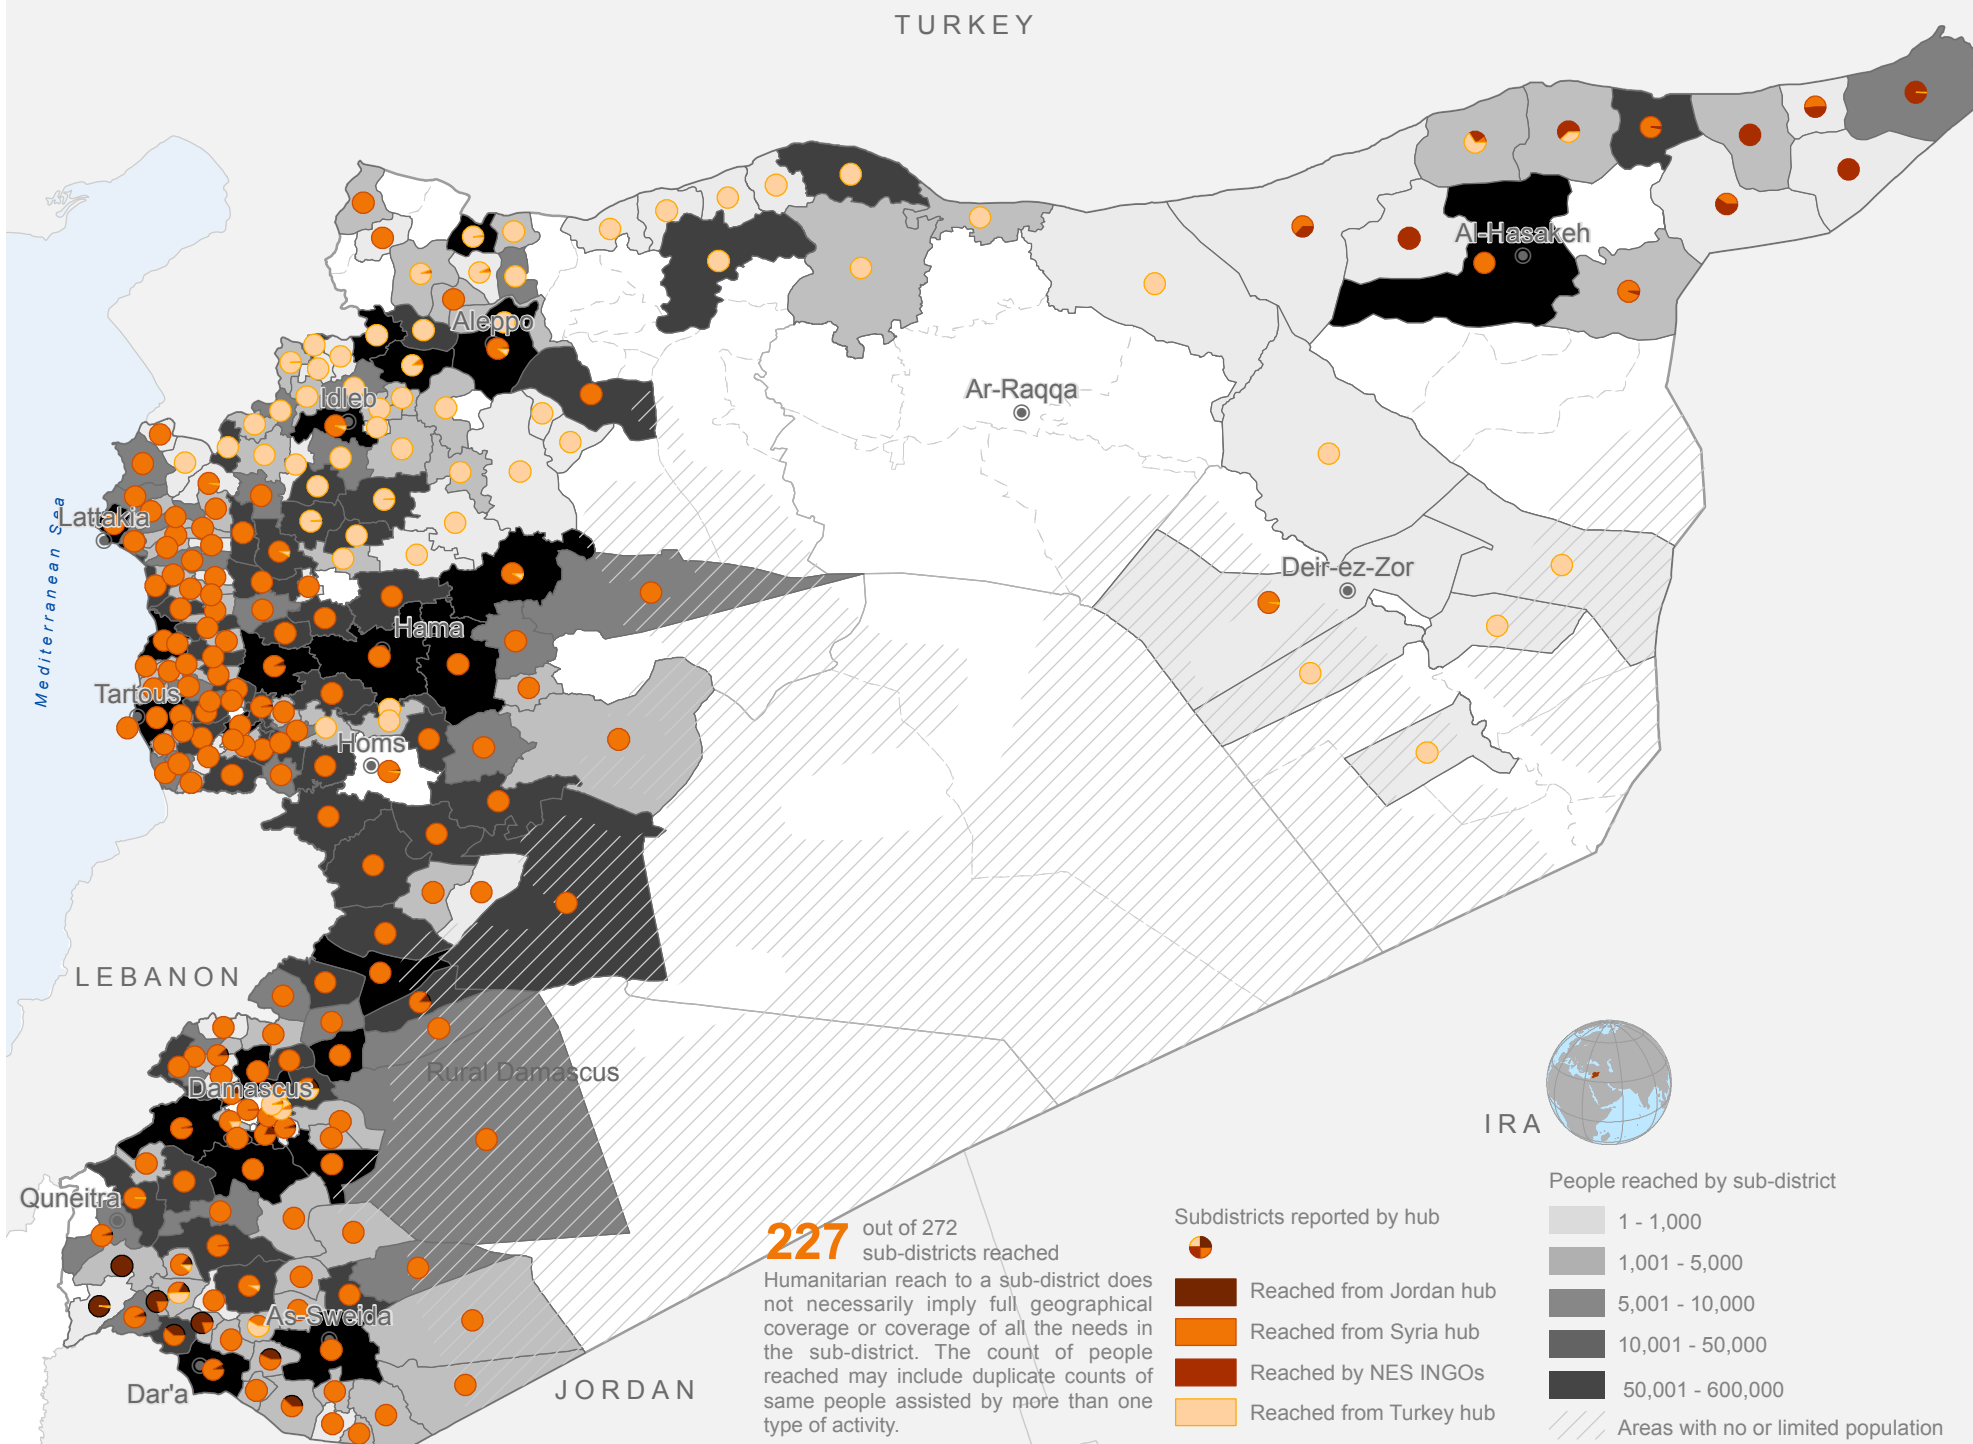 TURKEY
Al-Hasakeh
Aleppo
Ar-Raqqa
Idleb
Lattakia
Mediterranean Sea
Deir-ez-Zor
Hama
Tartous
Homs
LEBANON
Rural Damascus
Damascus
IRA
Quneitra
As-Sweida
Dar'a
JORDAN
227 out of 272
sub-districts reached
Humanitarian reach to a sub-district does
not necessarily imply full geographical
coverage or coverage of all the needs in
the sub-district. The count of people
reached may include duplicate counts of
same people assisted by more than one
type of activity.
Subdistricts reported by hub
Reached from Jordan hub
Reached from Syria hub
Reached by NES INGOs
Reached from Turkey hub
People reached by sub-district
1 - 1,000
1,001 - 5,000
5,001 - 10,000
10,001 - 50,000
50,001 - 600,000
Areas with no or limited population